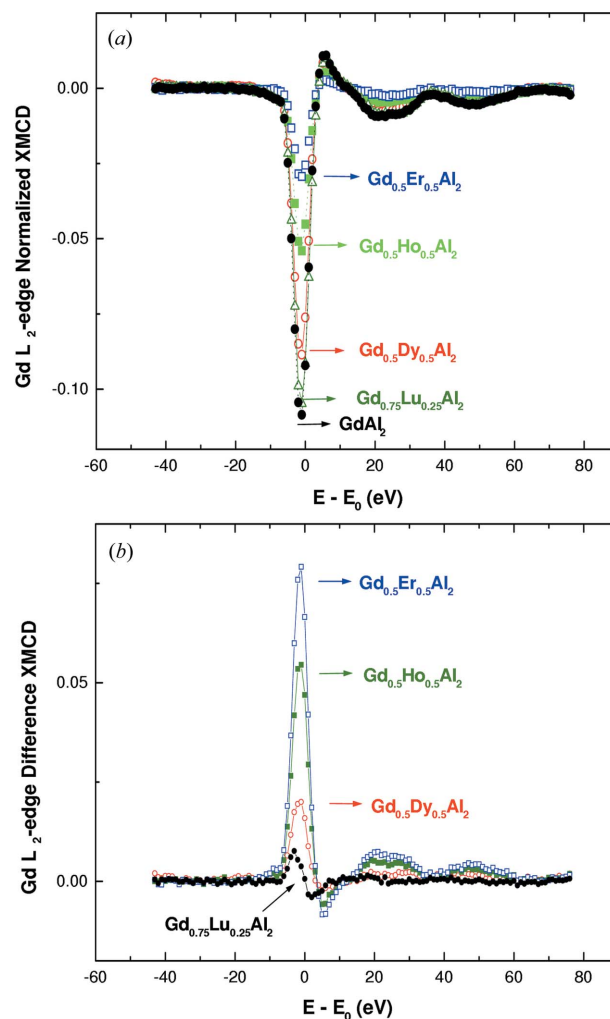 (a)
0.00
-0.05
-0.10
Gd L₂-edge Normalized XMCD
Gd₀.₅Er₀.₅Al₂
Gd₀.₅Ho₀.₅Al₂
Gd₀.₅Dy₀.₅Al₂
Gd₀.₇₅Lu₀.₂₅Al₂
GdAl₂
-60 -40 -20 0 20 40 60 80
E - E₀ (eV)
(b)
0.05
0.00
Gd L₂-edge Difference XMCD
Gd₀.₅Er₀.₅Al₂
Gd₀.₅Ho₀.₅Al₂
Gd₀.₅Dy₀.₅Al₂
Gd₀.₇₅Lu₀.₂₅Al₂
-60 -40 -20 0 20 40 60 80
E - E₀ (eV)